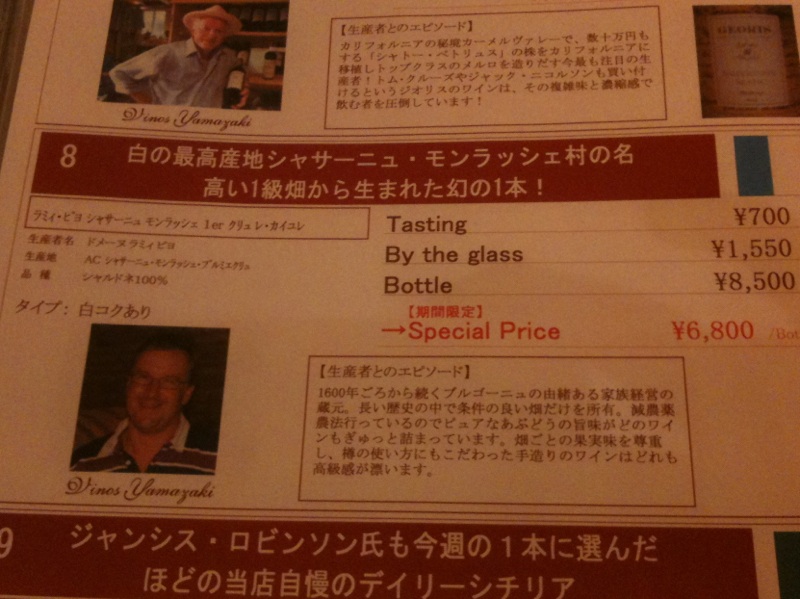 【生産者とのエピソード】
カリフォルニアの秘境カーメルヴァレーで、数十万円も
する「シャトー・ペトリュス」の株をカリフォルニアに
移植しトップクラスのメルロを造りだす今最も注目の生
産者！トム・クルーズやジャック・ニコルソンも買い付
けるというジオリスのワインは、その複雑味と濃縮感で
飲む者を圧倒しています！
GEORIS
Vinos Yamazaki
8 白の最高産地シャサーニュ・モンラッシェ村の名
高い1級畑から生まれた幻の1本！
ラミィ・ピヨ シャサーニュ モンラッシェ 1er クリュ レ・カイユレ
生産者名 ドメーヌ ラミィ ピヨ
生産地 AC シャサーニュ・モンラッシェ・プルミエクリュ
品種 シャルドネ100%
タイプ：白コクあり
Tasting ¥700
By the glass ¥1,550
Bottle ¥8,500
【期間限定】
→Special Price ¥6,800 /Bot
【生産者とのエピソード】
1600年ごろから続くブルゴーニュの由緒ある家族経営の
蔵元。長い歴史の中で条件の良い畑だけを所有。減農薬
農法行っているのでピュアなあぶどうの旨味がどのワイ
ンもぎゅっと詰まっています。畑ごとの果実味を尊重
し、樽の使い方にもこだわった手造りのワインはどれも
高級感が漂います。
Vinos Yamazaki
9 ジャンシス・ロビンソン氏も今週の1本に選んだ
ほどの当店自慢のデイリーシチリア